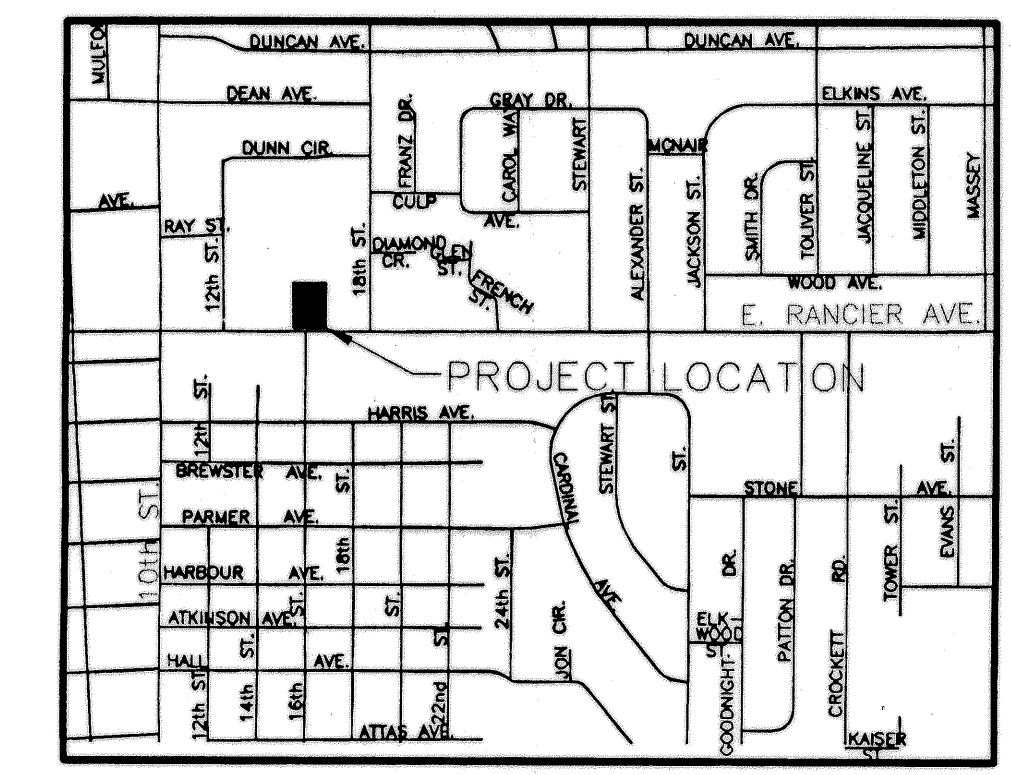 MULFO
DUNCAN AVE.
DUNCAN AVE.
DEAN AVE.
FRANZ DR.
GRAY DR.
CAROL WA
STEWART
ELKINS AVE.
DUNN CIR.
MCNAIR
ALEXANDER ST.
JACKSON ST.
SMITH DR.
TOLIVER ST.
JACQUELINE ST.
MIDDLETON ST.
MASSEY
AVE.
CULP
AVE.
RAY ST.
12th ST.
18th ST.
DIAMOND
CR.
GLEN
ST.
FRENCH
ST.
WOOD AVE.
E. RANCIER AVE.
PROJECT LOCATION
12th ST.
HARRIS AVE.
STEWART ST.
ST.
CARDINAL
AVE.
BREWSTER AVE.
ST.
18th
STONE AVE.
ST.
EVANS
10th ST.
PARMER AVE.
TOWER ST.
HARBOUR AVE.
24th ST.
DR.
GOODNIGHT-
PATTON DR.
RD.
CROCKETT
ATKINSON AVE.
ST.
ST.
ST.
ST.
JON CIR.
ELK-
WOOD
ST.
HALL AVE.
12th ST.
14th
16th
22nd
ATTAS AVE.
KAISER
ST.